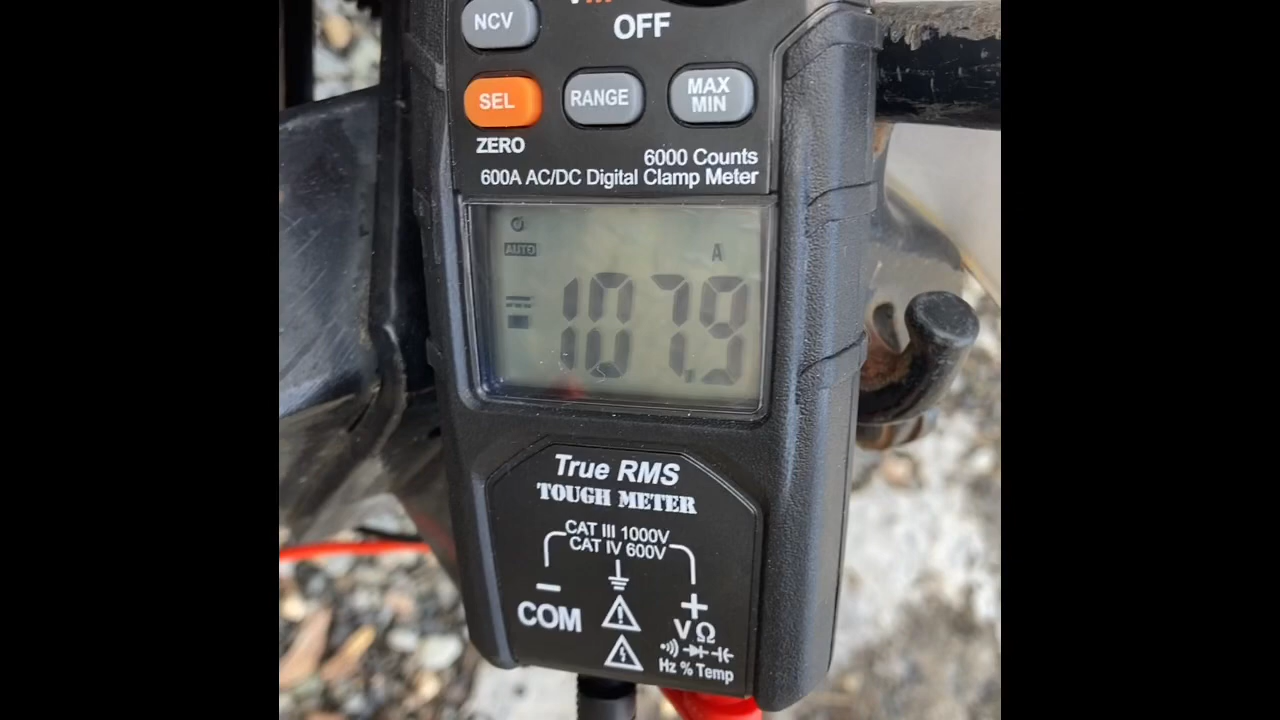 NCV
OFF
SEL
RANGE
MAX
MIN
ZERO
6000 Counts
600A AC/DC Digital Clamp Meter
AUTO
A
107.9
True RMS
TOUGH METER
CAT III 1000V
CAT IV 600V
−
+
COM
VΩ
Hz % Temp